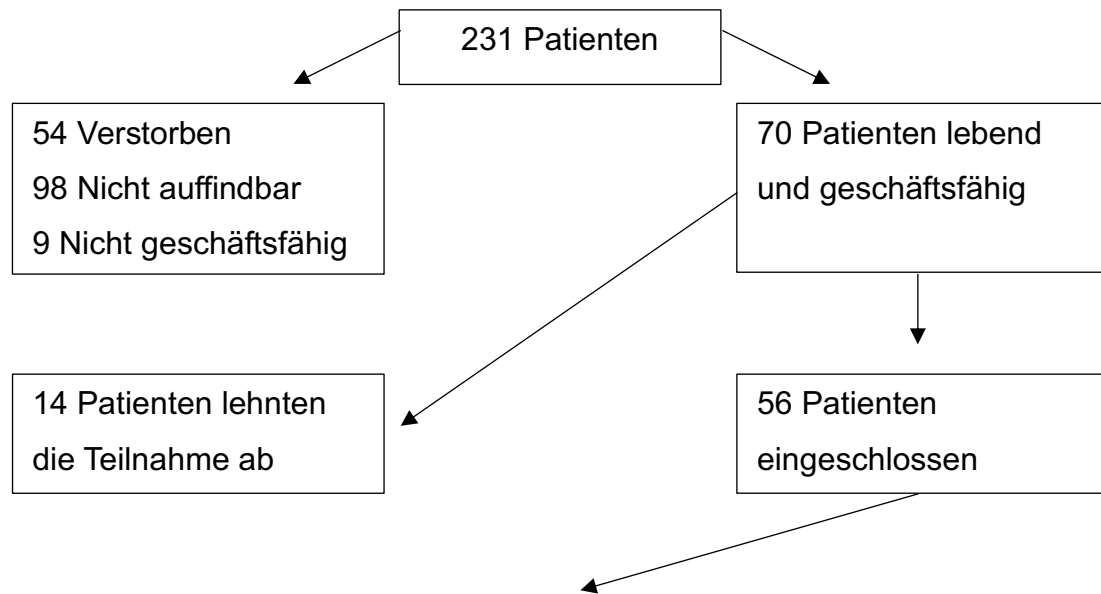 231 Patienten
54 Verstorben
98 Nicht auffindbar
9 Nicht geschäftsfähig
70 Patienten lebend
und geschäftsfähig
14 Patienten lehnten
die Teilnahme ab
56 Patienten
eingeschlossen